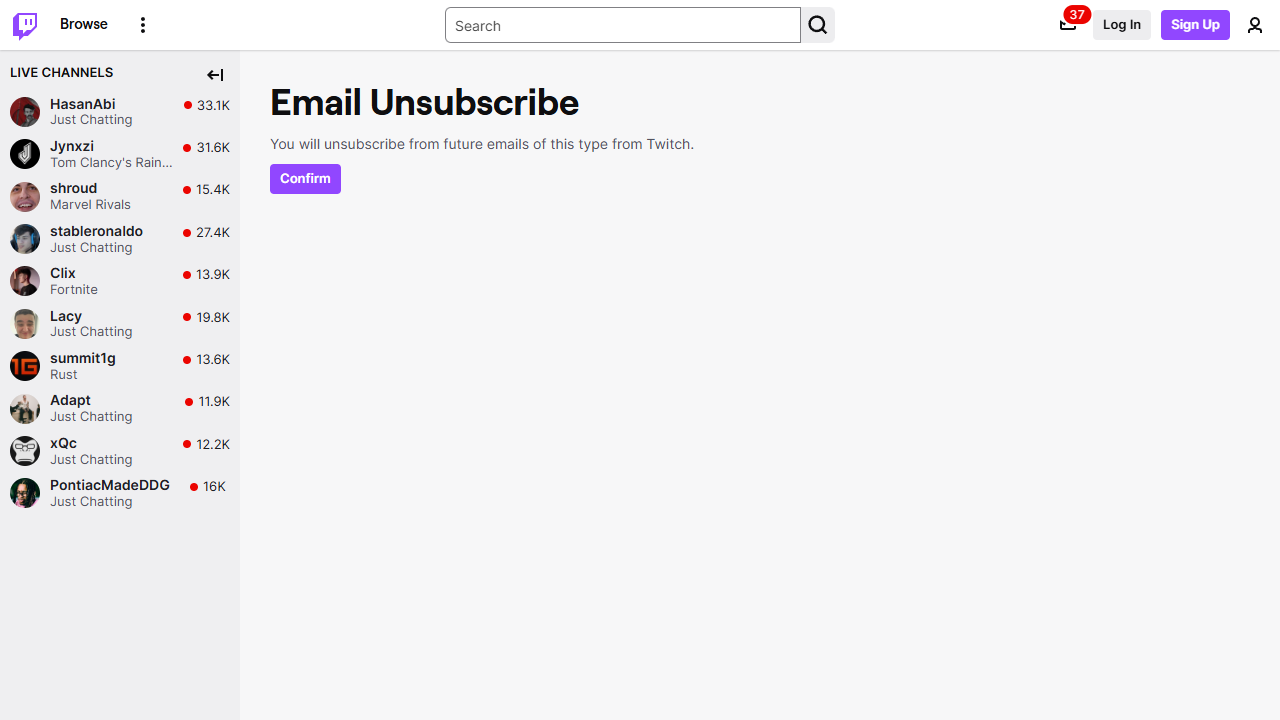 Browse
Search
37
Log In
Sign Up
LIVE CHANNELS
HasanAbi
33.1K
Just Chatting
Jynxzi
31.6K
Tom Clancy's Rain...
shroud
15.4K
Marvel Rivals
stableronaldo
27.4K
Just Chatting
Clix
13.9K
Fortnite
Lacy
19.8K
Just Chatting
summit1g
13.6K
Rust
Adapt
11.9K
Just Chatting
xQc
12.2K
Just Chatting
PontiacMadeDDG
16K
Just Chatting
Email Unsubscribe
You will unsubscribe from future emails of this type from Twitch.
Confirm